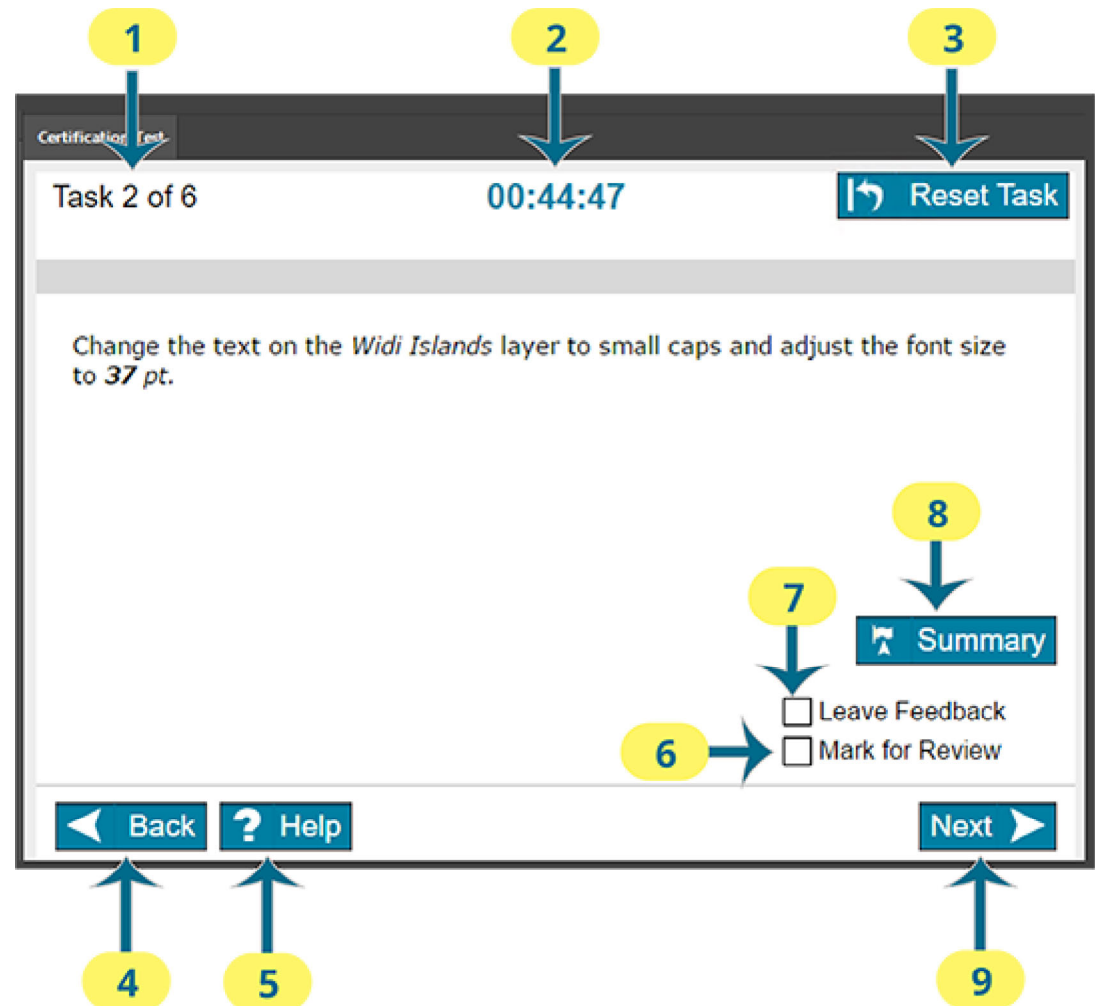 1
2
3
Certification Test
Task 2 of 6
00:44:47
Reset Task
Change the text on the Widi Islands layer to small caps and adjust the font size
to 37 pt.
8
7
Summary
Leave Feedback
6
Mark for Review
Back
? Help
Next
4
5
9